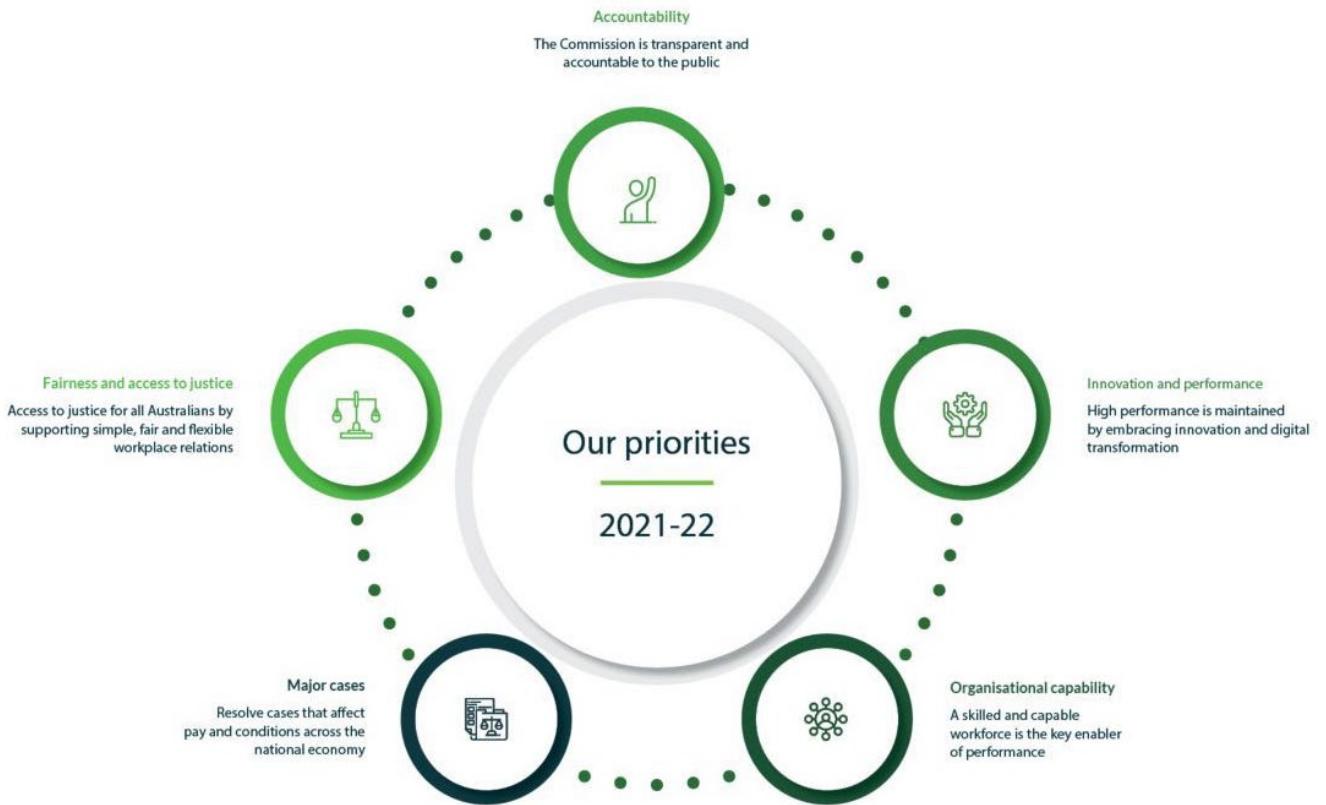 Accountability
The Commission is transparent and
accountable to the public
Fairness and access to justice
Access to justice for all Australians by
supporting simple, fair and flexible
workplace relations
Our priorities
2021-22
Innovation and performance
High performance is maintained
by embracing innovation and digital
transformation
Major cases
Resolve cases that affect
pay and conditions across the
national economy
Organisational capability
A skilled and capable
workforce is the key enabler
of performance